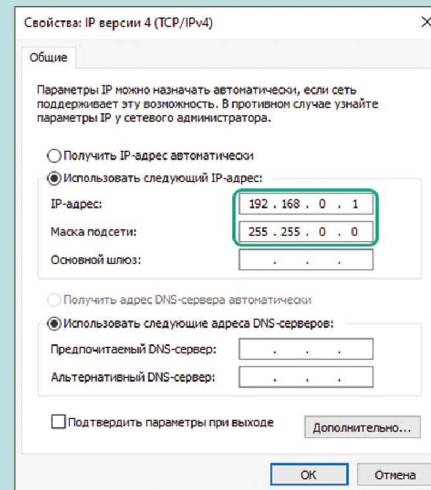 Свойства: IP версии 4 (TCP/IPv4)
Общие
Параметры IP можно назначать автоматически, если сеть
поддерживает эту возможность. В противном случае узнайте
параметры IP у сетевого администратора.
Получить IP-адрес автоматически
Использовать следующий IP-адрес:
IP-адрес: 192 . 168 . 0 . 1
Маска подсети: 255 . 255 . 0 . 0
Основной шлюз: . . .
Получить адрес DNS-сервера автоматически
Использовать следующие адреса DNS-серверов:
Предпочитаемый DNS-сервер: . . .
Альтернативный DNS-сервер: . . .
Подтвердить параметры при выходе
Дополнительно...
ОК Отмена